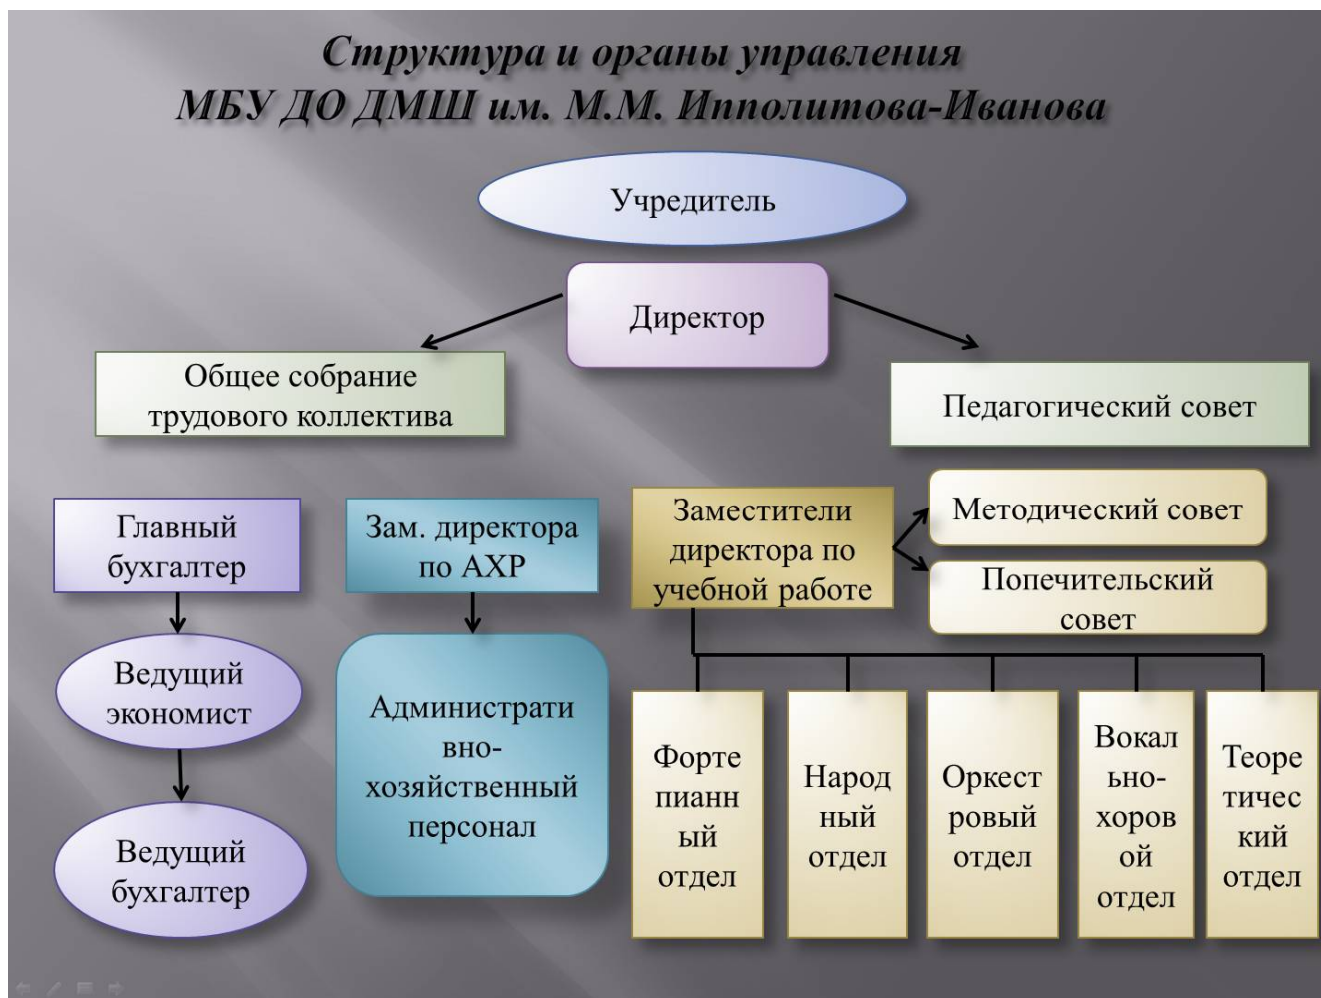 Структура и органы управления
МБУ ДО ДМШ им. М.М. Ипполитова-Иванова
Учредитель
Директор
Общее собрание
трудового коллектива
Педагогический совет
Главный
бухгалтер
Зам. директора
по АХР
Заместители
директора по
учебной работе
Методический совет
Попечительский
совет
Ведущий
экономист
Ведущий
бухгалтер
Администрати
вно-
хозяйственный
персонал
Форте
пианн
ый
отдел
Народ
ный
отдел
Оркест
ровый
отдел
Вокал
ьно-
хоров
ой
отдел
Теоре
тичес
кий
отдел